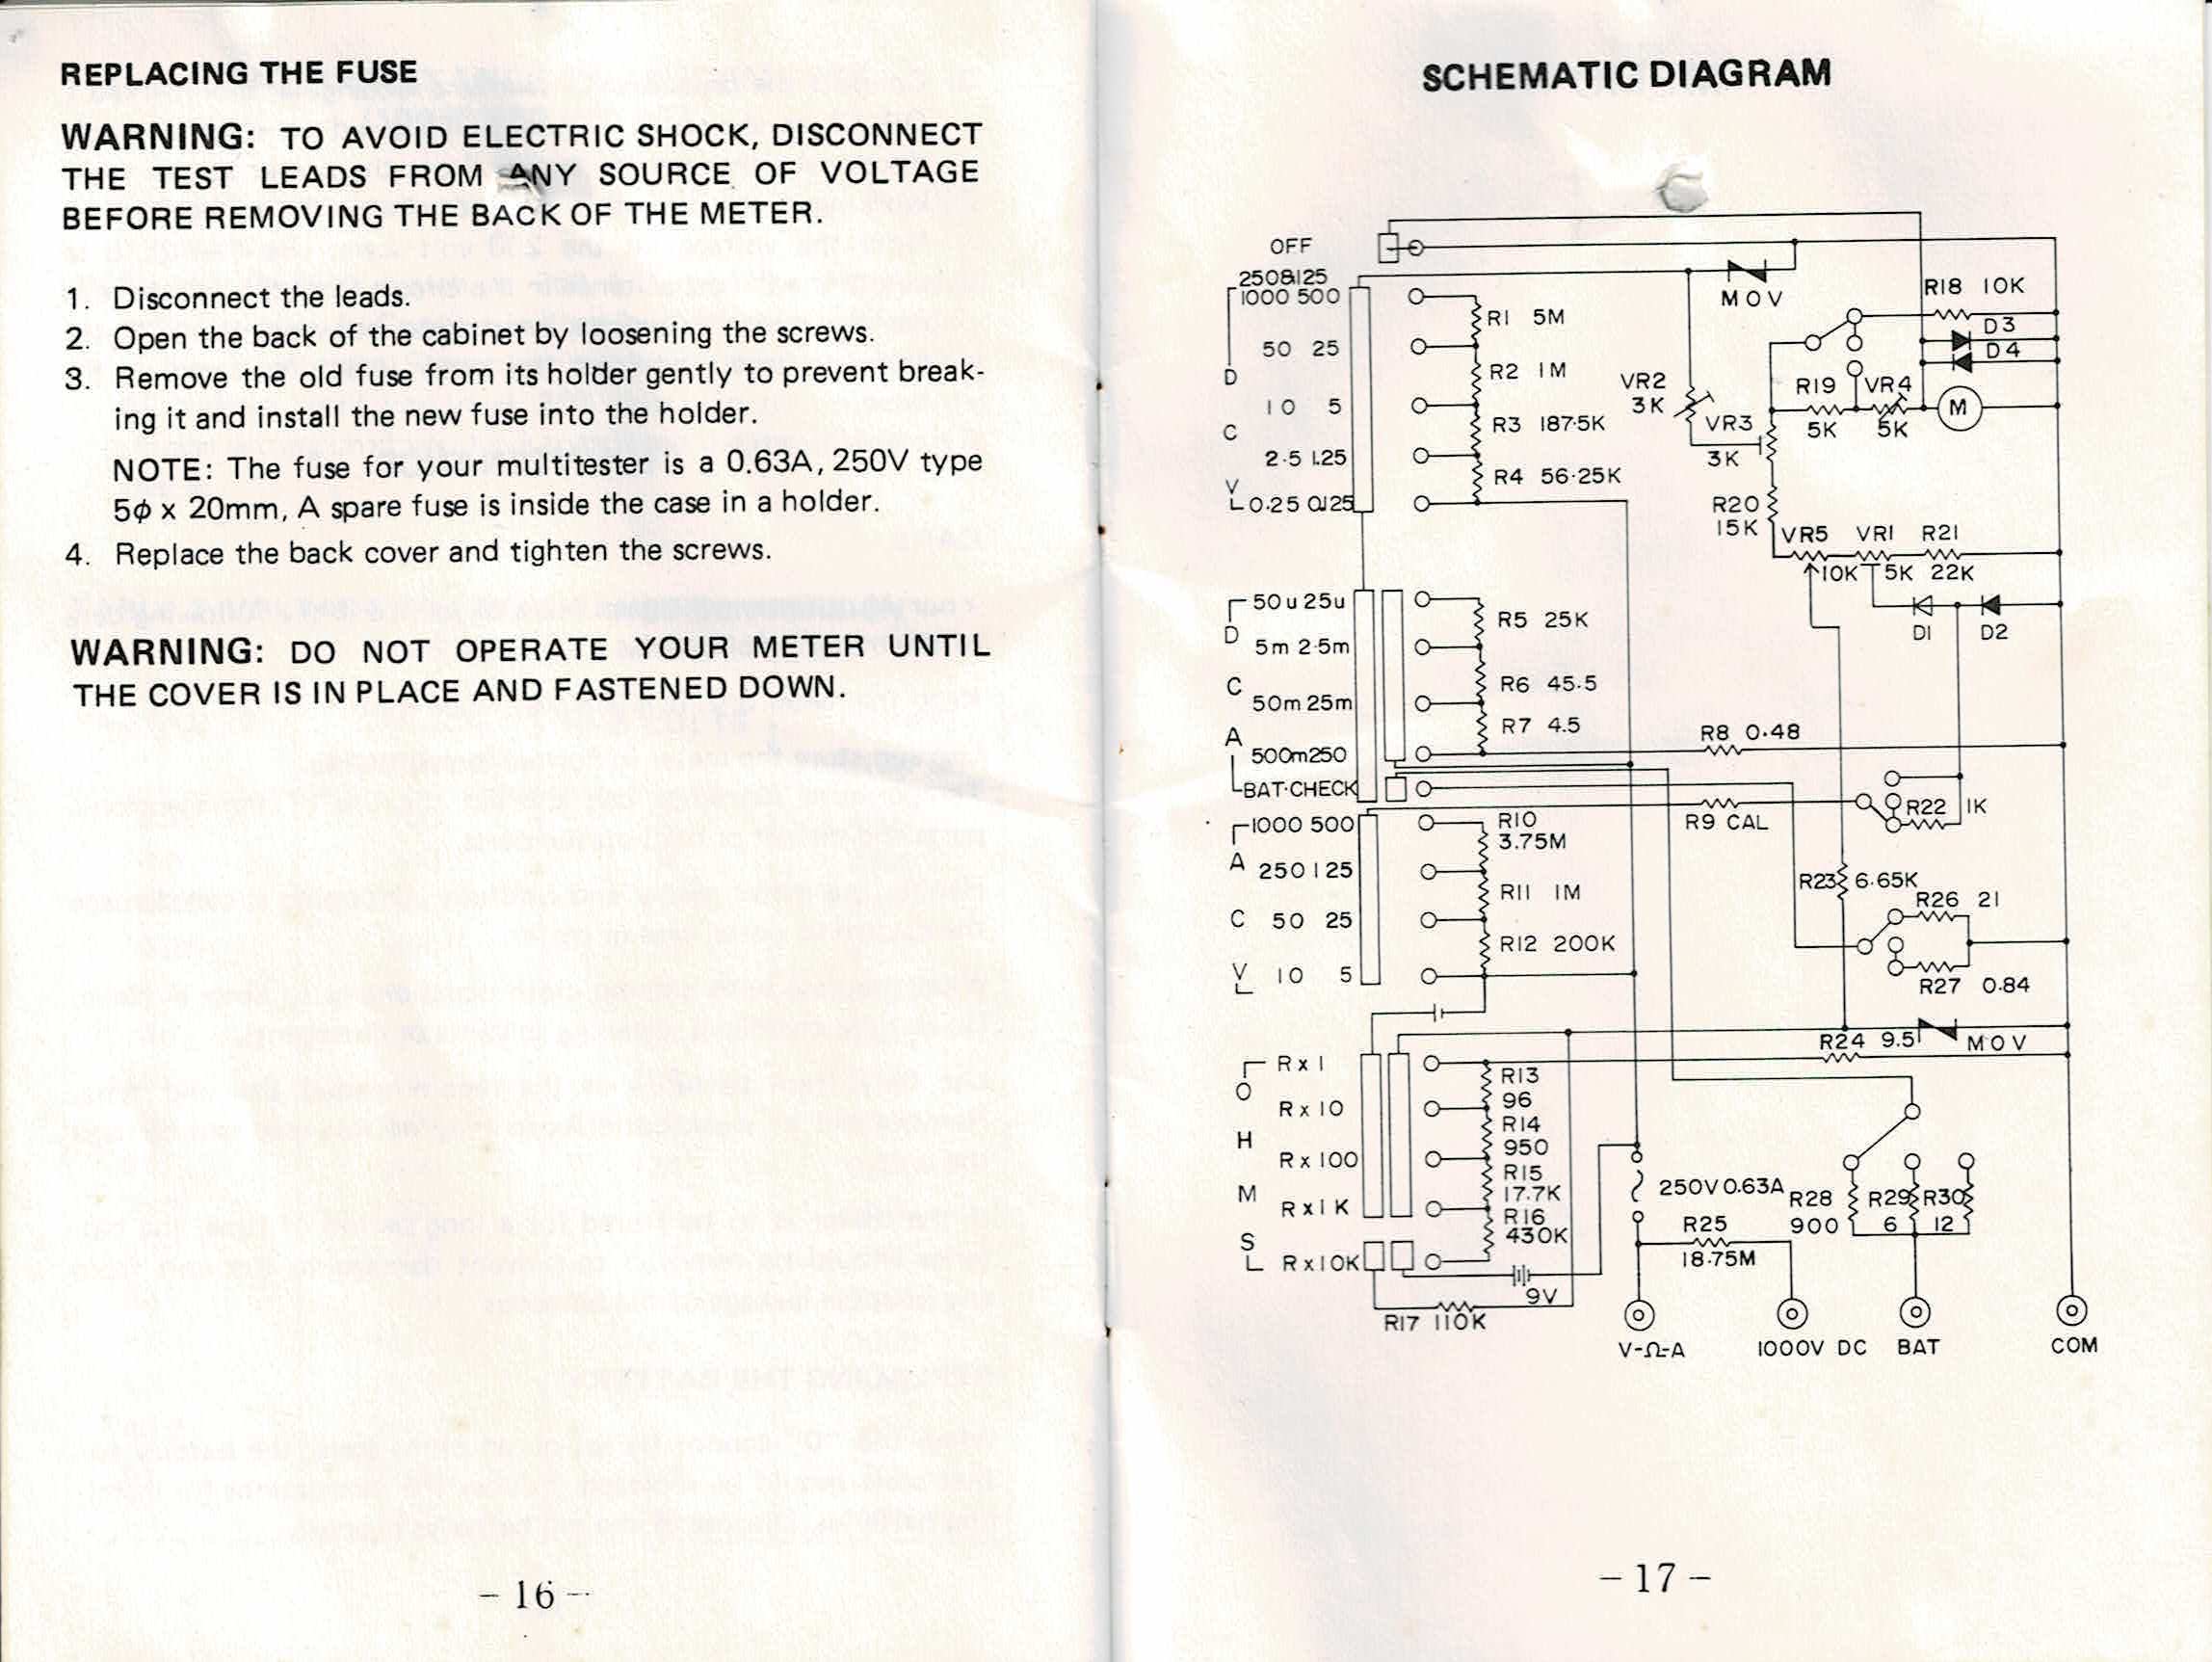 REPLACING THE FUSE
WARNING: TO AVOID ELECTRIC SHOCK, DISCONNECT
THE TEST LEADS FROM ANY SOURCE OF VOLTAGE
BEFORE REMOVING THE BACK OF THE METER.
1. Disconnect the leads.
2. Open the back of the cabinet by loosening the screws.
3. Remove the old fuse from its holder gently to prevent break-
ing it and install the new fuse into the holder.
NOTE: The fuse for your multitester is a 0.63A, 250V type
5φ x 20mm, A spare fuse is inside the case in a holder.
4. Replace the back cover and tighten the screws.
WARNING: DO NOT OPERATE YOUR METER UNTIL
THE COVER IS IN PLACE AND FASTENED DOWN.
– 16 –
SCHEMATIC DIAGRAM
OFF
250&125
1000 500
50 25
10 5
2·5 1.25
0·25 0.125
D
C
V
50u 25u
5m 2·5m
50m 25m
500m 250
BAT·CHECK
D
C
A
1000 500
250 125
50 25
10 5
A
C
V
R x 1
R x 10
R x 100
R x 1K
R x 10K
O
H
M
S
R1 5M
R2 1M
R3 187·5K
R4 56·25K
R5 25K
R6 45·5
R7 4.5
R8 0·48
R9 CAL
R10
3.75M
R11 1M
R12 200K
R13
96
R14
950
R15
17.7K
R16
430K
9V
R17 110K
MOV
VR2
3K
VR3
3K
R18 10K
D3
D4
R19
5K
VR4
5K
M
R20
15K
VR5
10K
VR1
5K
R21
22K
D1
D2
R22 1K
R23 6·65K
R26 21
R27 0·84
R24 9.5
MOV
250V 0.63A
R25
18·75M
R28
900
R29
6
R30
12
V-Ω-A
1000V DC
BAT
COM
– 17 –